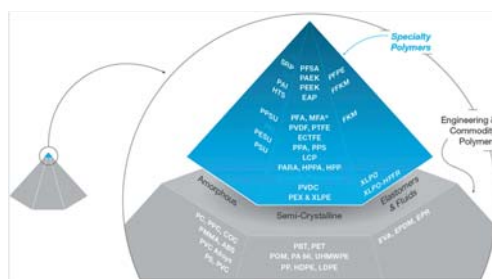 Specialty
Polymers
SRP
PAI
HTS
PFSA
PAEK
PEEK
EAP
PFPE
FFKM
PPSU
PESU
PSU
PFA, MFA*
PVDF, PTFE
ECTFE
PPA, PPS
LCP
PARA, HPPA, HPP
FKM
PVDC
PEX & XLPE
XLPO
XLPO-HFFR
Engineering &
Commodity
Polymer
Amorphous
Semi-Crystalline
Elastomers
& Fluids
PC, PPC, COC
PMMA, ABS
PVC Alloys
PS, PVC
PBT, PET
POM, PA 66, UHMWPE
PP, HDPE, LDPE
EVA, EPDM, EPR